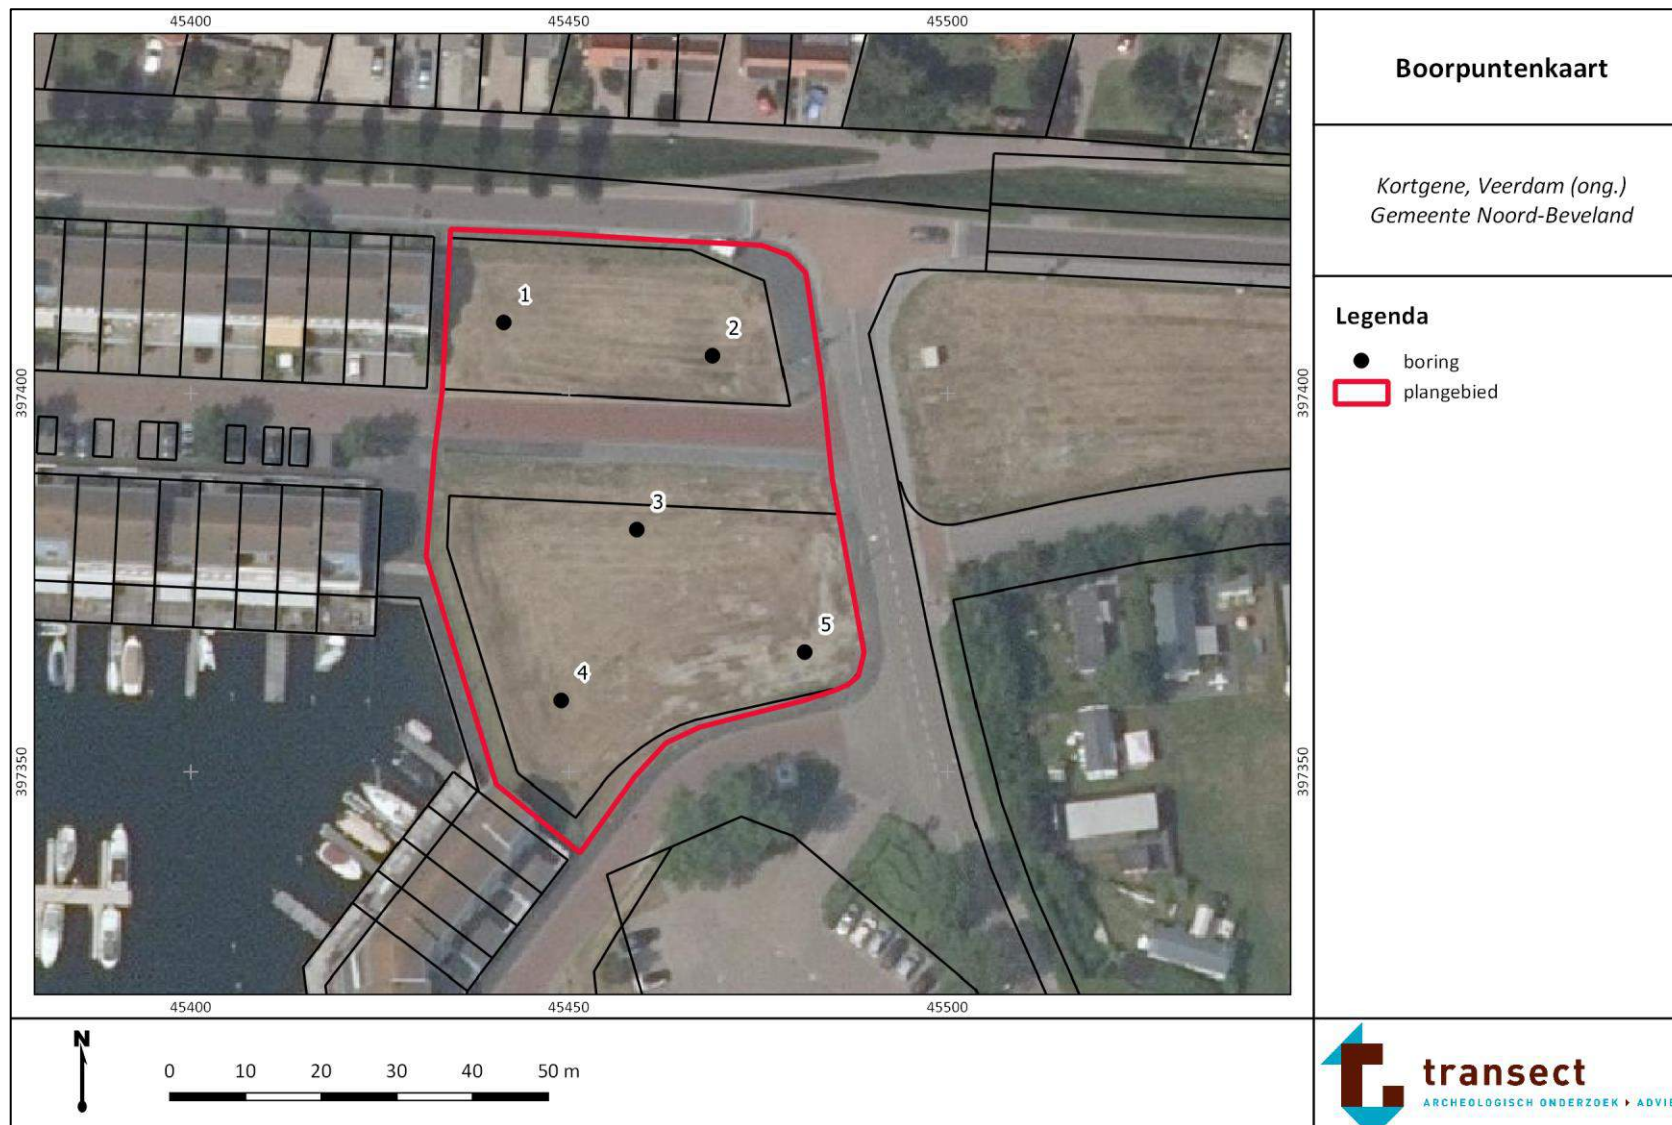 45400 45450 45500
Boorpuntenkaart
Kortgene, Veerdam (ong.)
Gemeente Noord-Beveland
Legenda
boring
plangebied
1
2
3
4
5
397400
397350
397400
397350
45400 45450 45500
N
0 10 20 30 40 50 m
transect
ARCHEOLOGISCH ONDERZOEK ADVIE